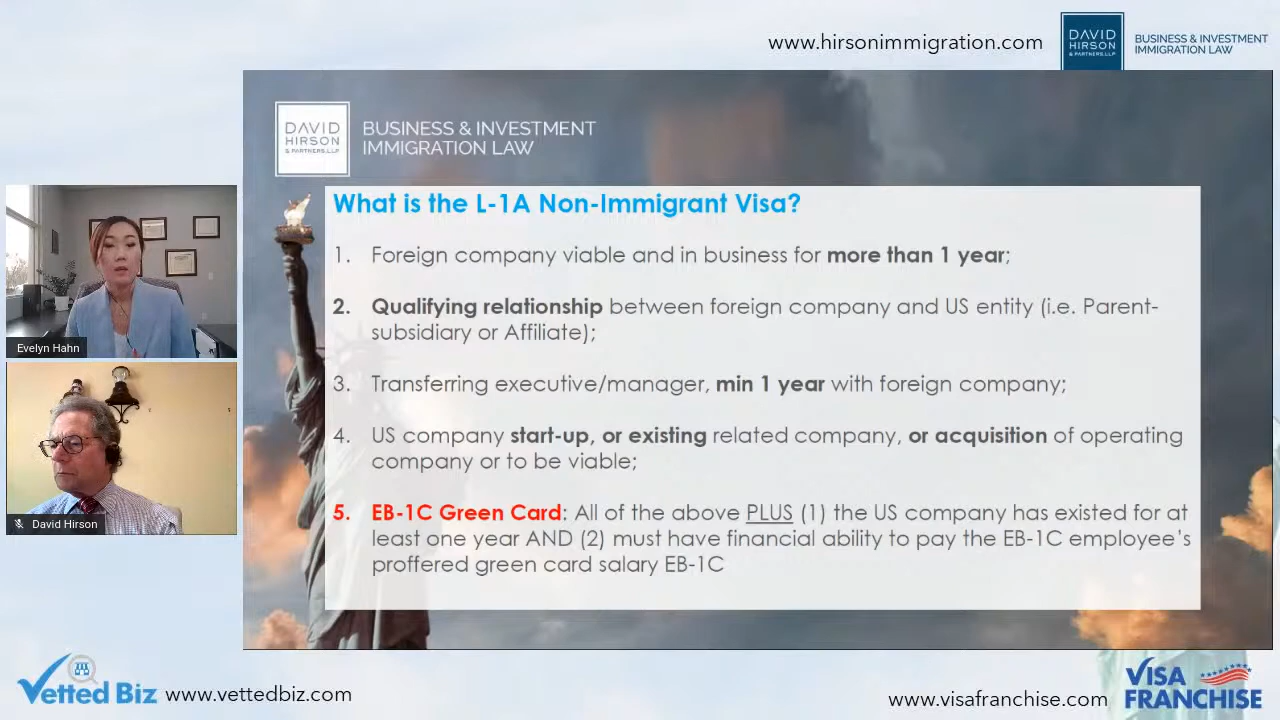 www.hirsonimmigration.com
DAVID
HIRSON
& PARTNERS, LLP
BUSINESS & INVESTMENT
IMMIGRATION LAW
DAVID
HIRSON
& PARTNERS, LLP
BUSINESS & INVESTMENT
IMMIGRATION LAW
What is the L-1A Non-Immigrant Visa?
1. Foreign company viable and in business for more than 1 year;
2. Qualifying relationship between foreign company and US entity (i.e. Parent-
subsidiary or Affiliate);
3. Transferring executive/manager, min 1 year with foreign company;
4. US company start-up, or existing related company, or acquisition of operating
company or to be viable;
5. EB-1C Green Card: All of the above PLUS (1) the US company has existed for at
least one year AND (2) must have financial ability to pay the EB-1C employee's
proffered green card salary EB-1C
Evelyn Hahn
David Hirson
Vetted Biz
www.vettedbiz.com
www.visafranchise.com
VISA
FRANCHISE